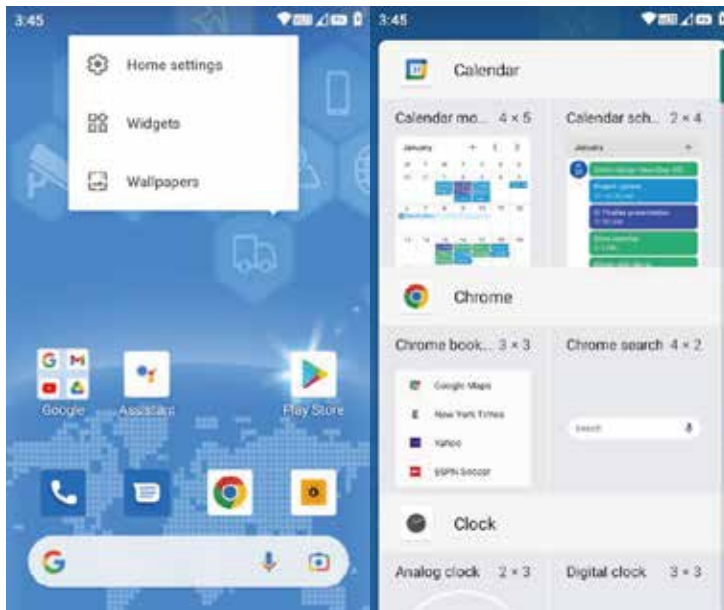 3:45
Home settings
Widgets
Wallpapers
Google
Assistant
Play Store
3:45
Calendar
Calendar mo... 4 × 5
Calendar sch... 2 × 4
January
January
Chrome
Chrome book... 3 × 3
Chrome search 4 × 2
Google Maps
New York Times
Yahoo
ESPN Soccer
Search
Clock
Analog clock 2 × 3
Digital clock 3 × 3